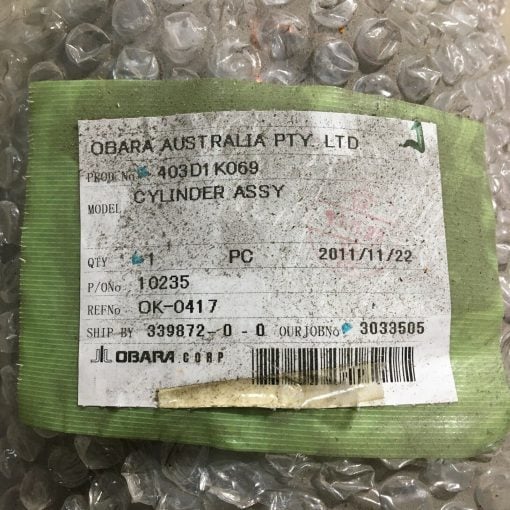 OBARA AUSTRALIA PTY. LTD
PROD.No 403D1K069
MODEL CYLINDER ASSY
QTY 1 PC 2011/11/22
P/ONo 10235
REFNo OK-0417
SHIP BY 339872-0-0 OURJOBNo 3033505
OBARA CORP